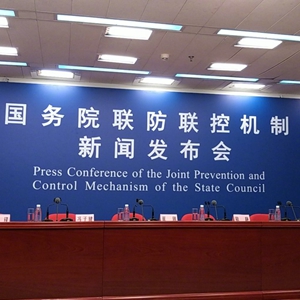 国务院联防联控机制
新闻发布会
Press Conference of the Joint Prevention and
Control Mechanism of the State Council